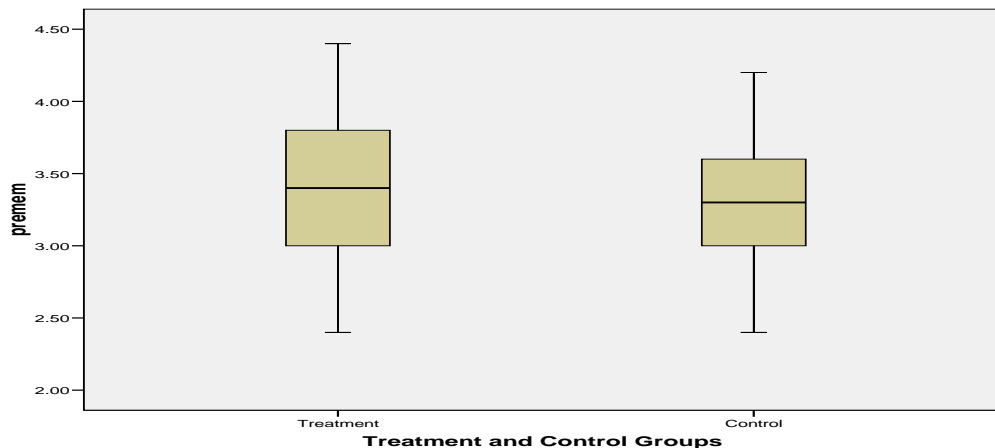 4.50
4.00
3.50
3.00
2.50
2.00
premem
Treatment
Control
Treatment and Control Groups